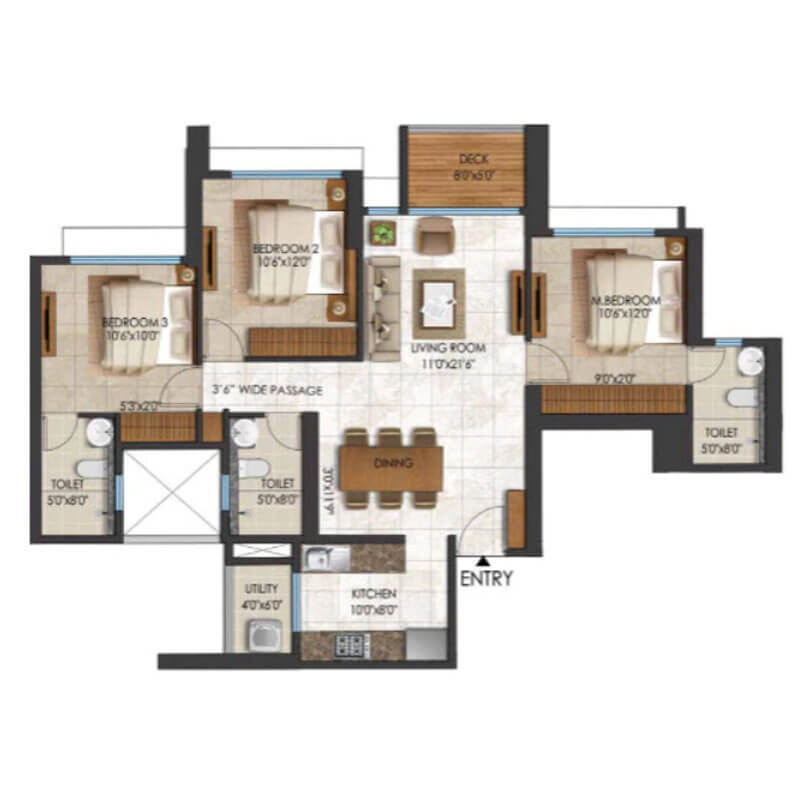 DECK
8'0"x5'0"
BEDROOM 2
10'6"x12'0"
M.BEDROOM
10'6"x12'0"
BEDROOM 3
10'6"x10'0"
LIVING ROOM
11'0"x21'6"
9'0"x2'0"
3'6" WIDE PASSAGE
5'3"x2'0"
TOILET
5'0"x8'0"
DINING
3'0"x11'9"
TOILET
5'0"x8'0"
TOILET
5'0"x8'0"
ENTRY
UTILITY
4'0"x6'0"
KITCHEN
10'0"x8'0"